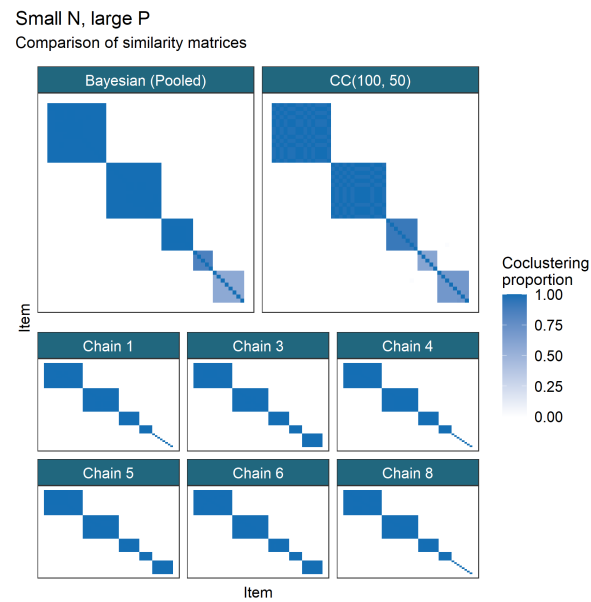 Small N, large P
Comparison of similarity matrices
Bayesian (Pooled)
CC(100, 50)
Coclustering
proportion
1.00
0.75
0.50
0.25
0.00
Item
Chain 1
Chain 3
Chain 4
Chain 5
Chain 6
Chain 8
Item